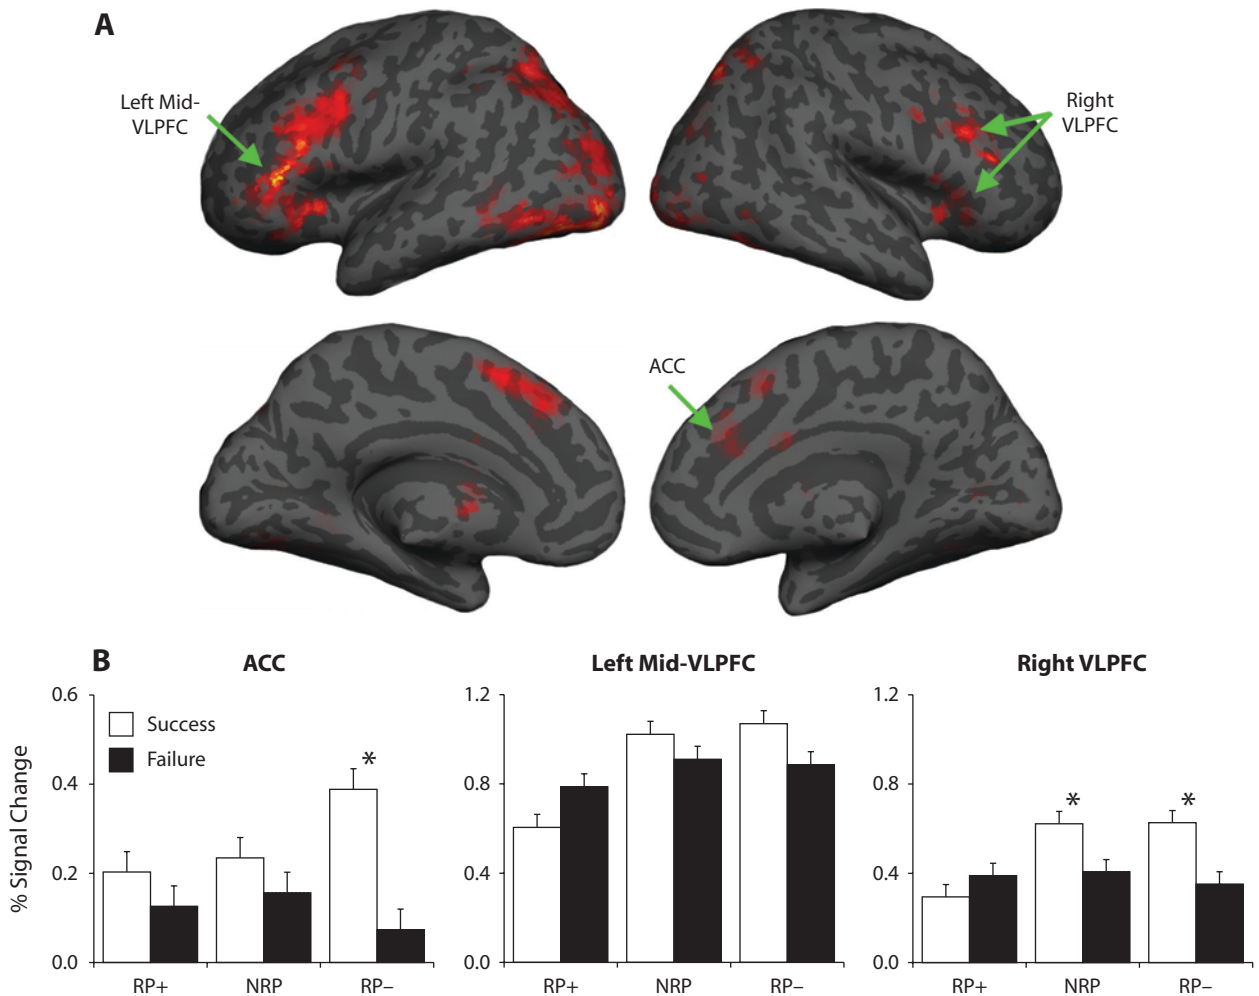 A
Left Mid-
VLPFC
Right
VLPFC
ACC
B
ACC
Left Mid-VLPFC
Right VLPFC
% Signal Change
0.6
0.4
0.2
0.0
Success
Failure
*
RP+
NRP
RP–
1.2
0.8
0.4
0.0
RP+
NRP
RP–
1.2
0.8
0.4
0.0
*
*
RP+
NRP
RP–